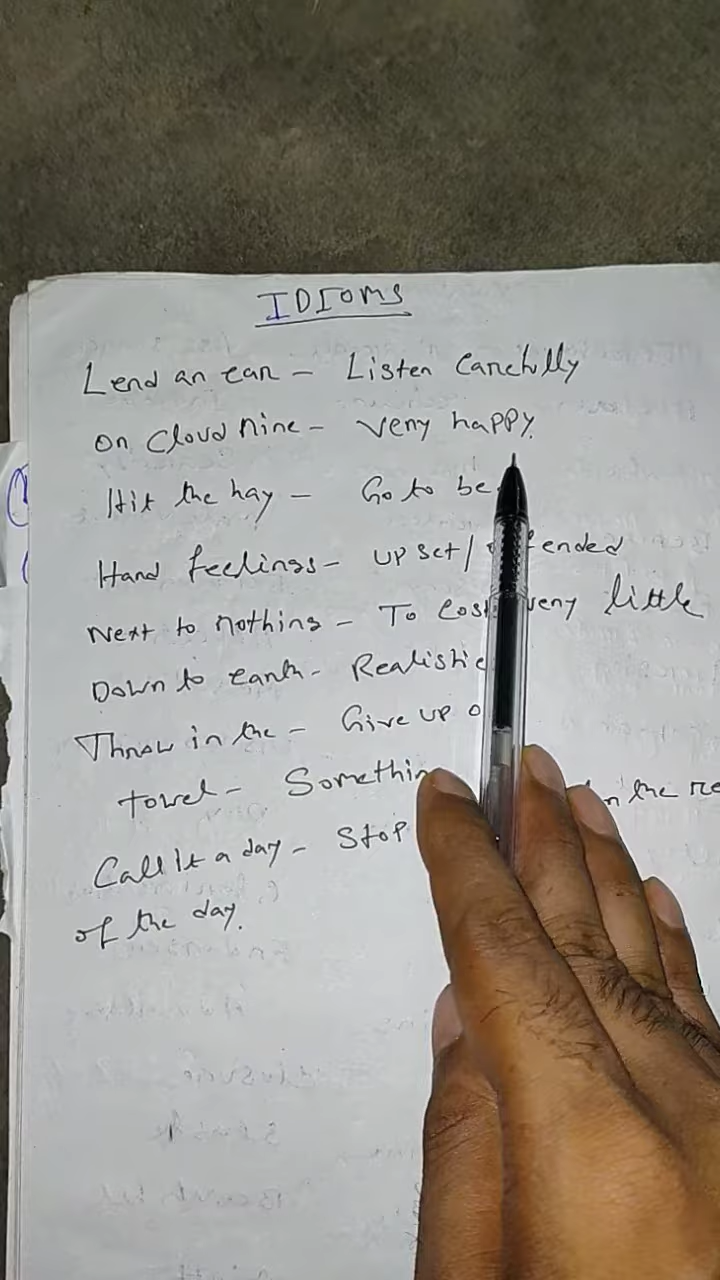 IDIOMS
Lend an ear - Listen Carefully
On Cloud Nine - Very happy.
Hit the hay - Go to be
Hard feelings - upset/ ended
Next to nothing - To cost very little
Down to earth - Realistic
Throw in the - Give up o
towel - Somethin
Call it a day - Stop the re
of the day.